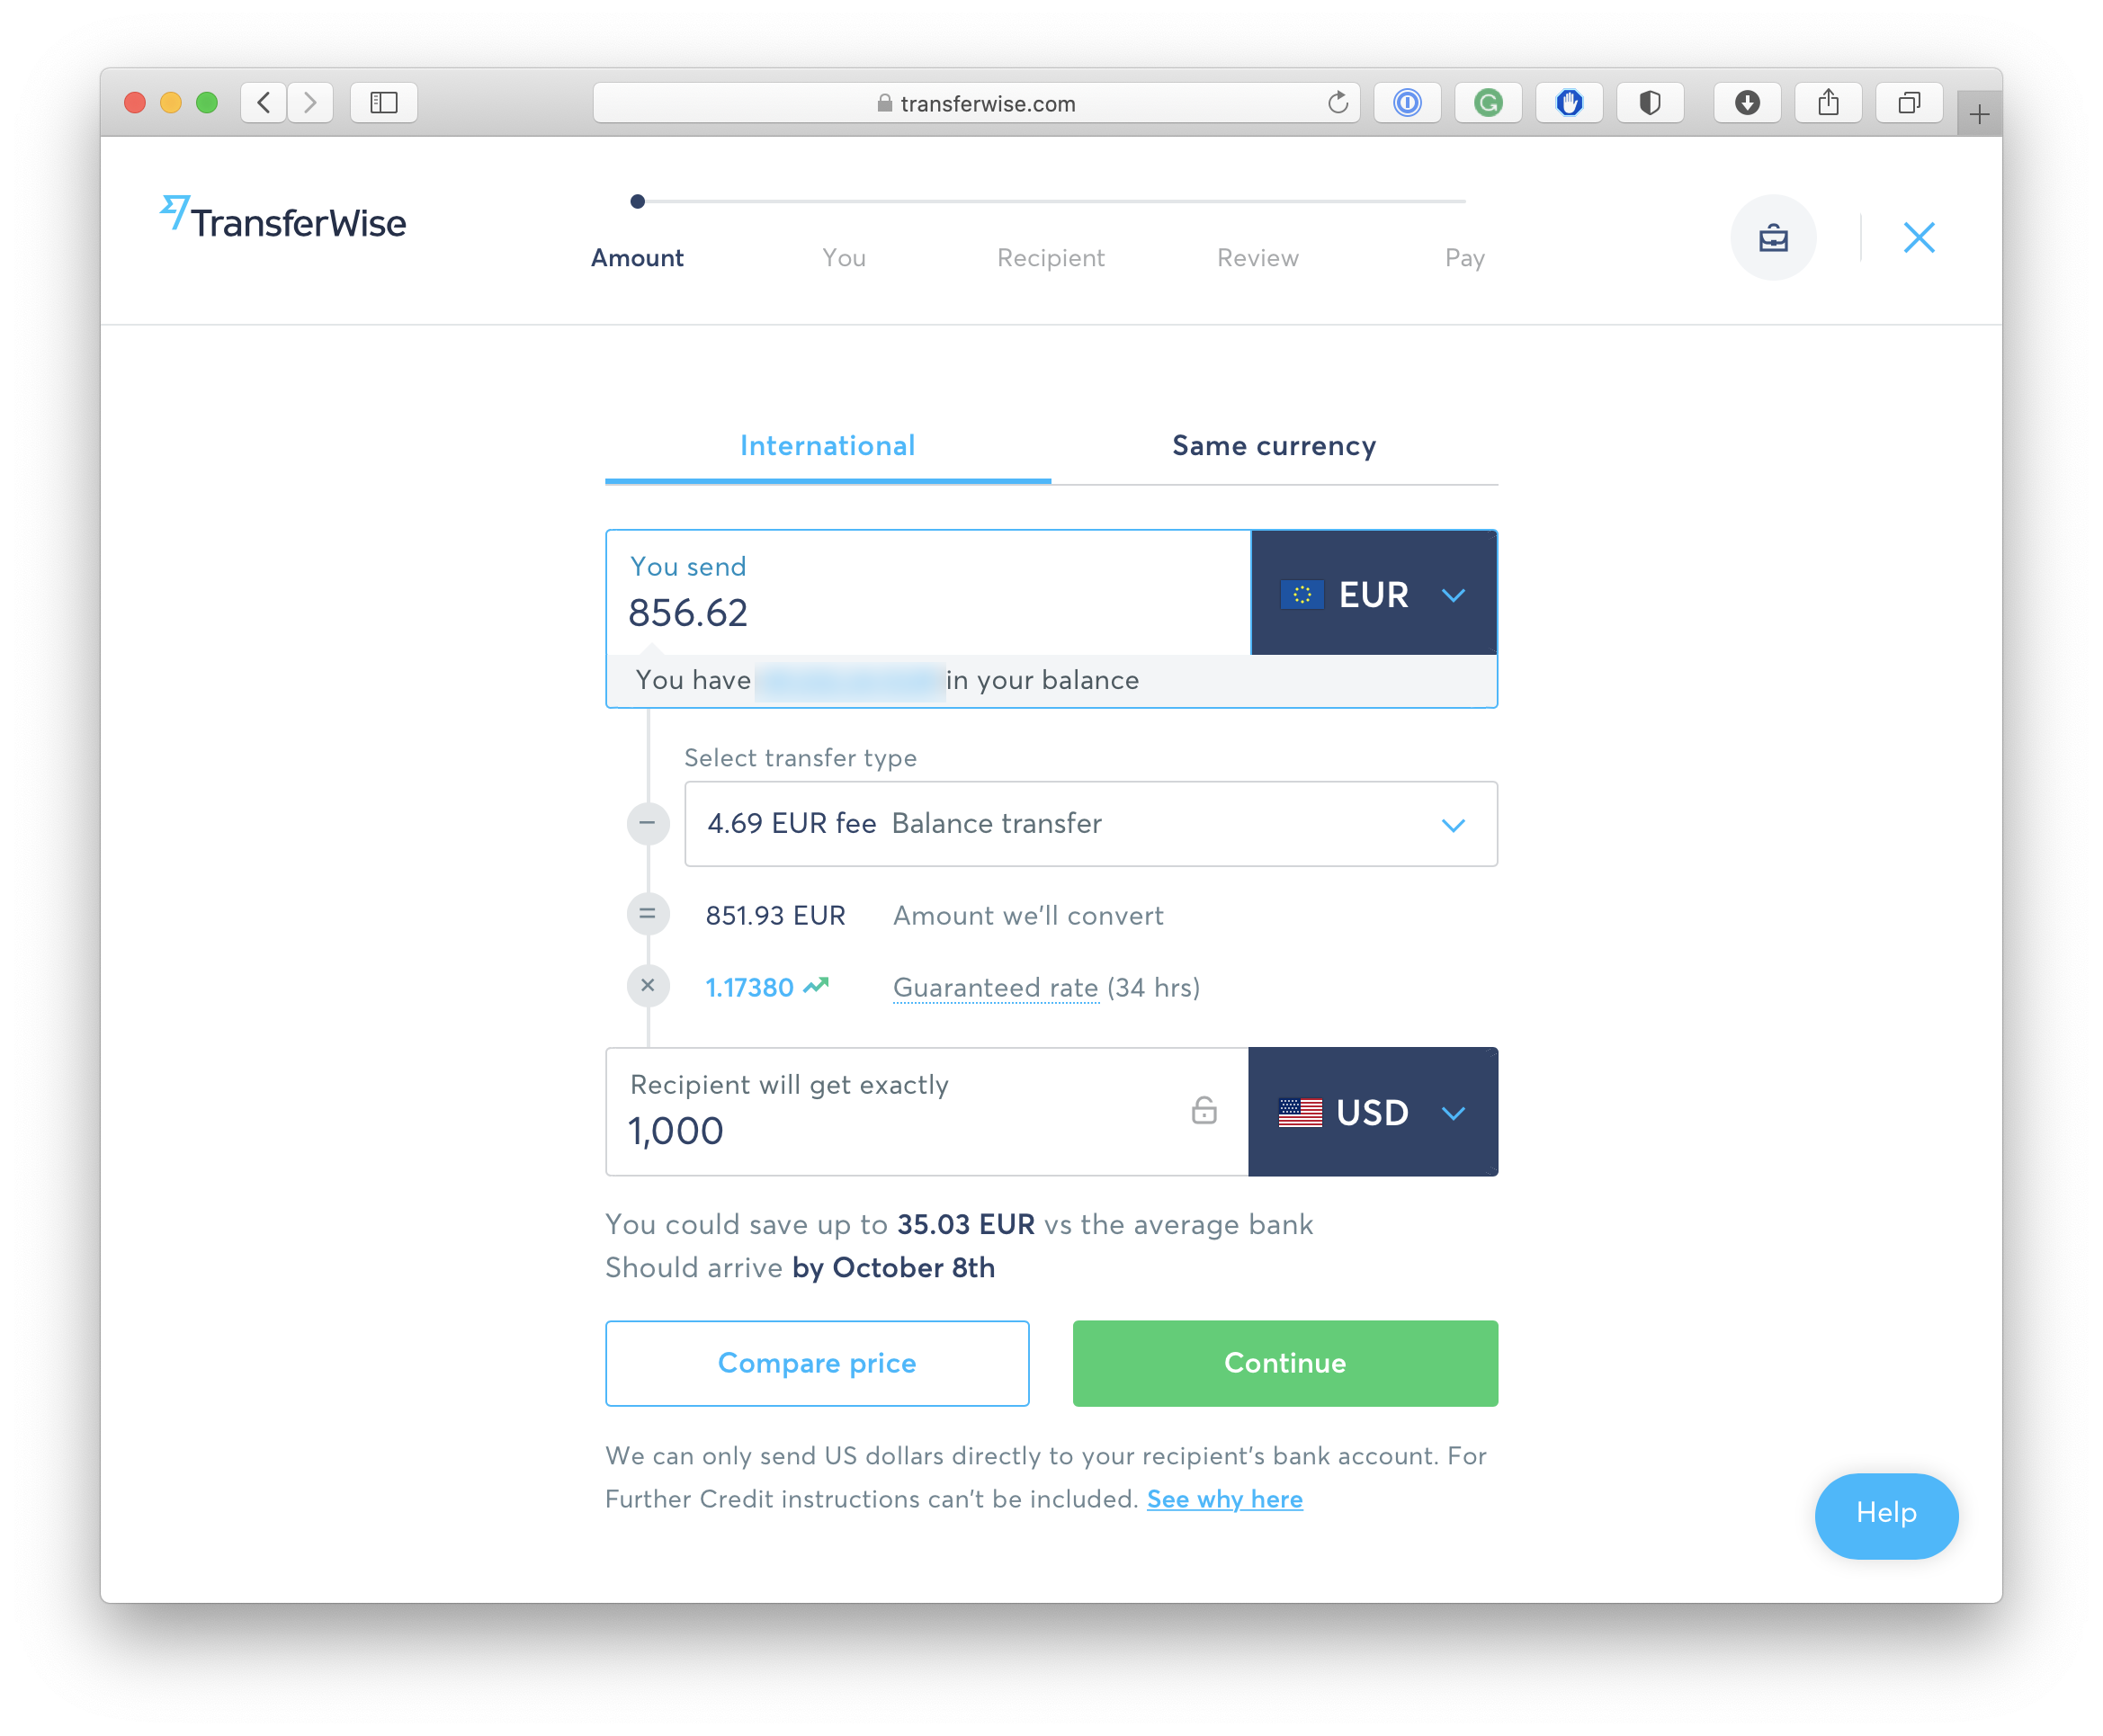 transferwise.com
TransferWise
Amount You Recipient Review Pay
International Same currency
You send
856.62
EUR
You have in your balance
Select transfer type
4.69 EUR fee Balance transfer
851.93 EUR Amount we'll convert
1.17380 Guaranteed rate (34 hrs)
Recipient will get exactly
1,000
USD
You could save up to 35.03 EUR vs the average bank
Should arrive by October 8th
Compare price Continue
We can only send US dollars directly to your recipient's bank account. For
Further Credit instructions can't be included. See why here
Help